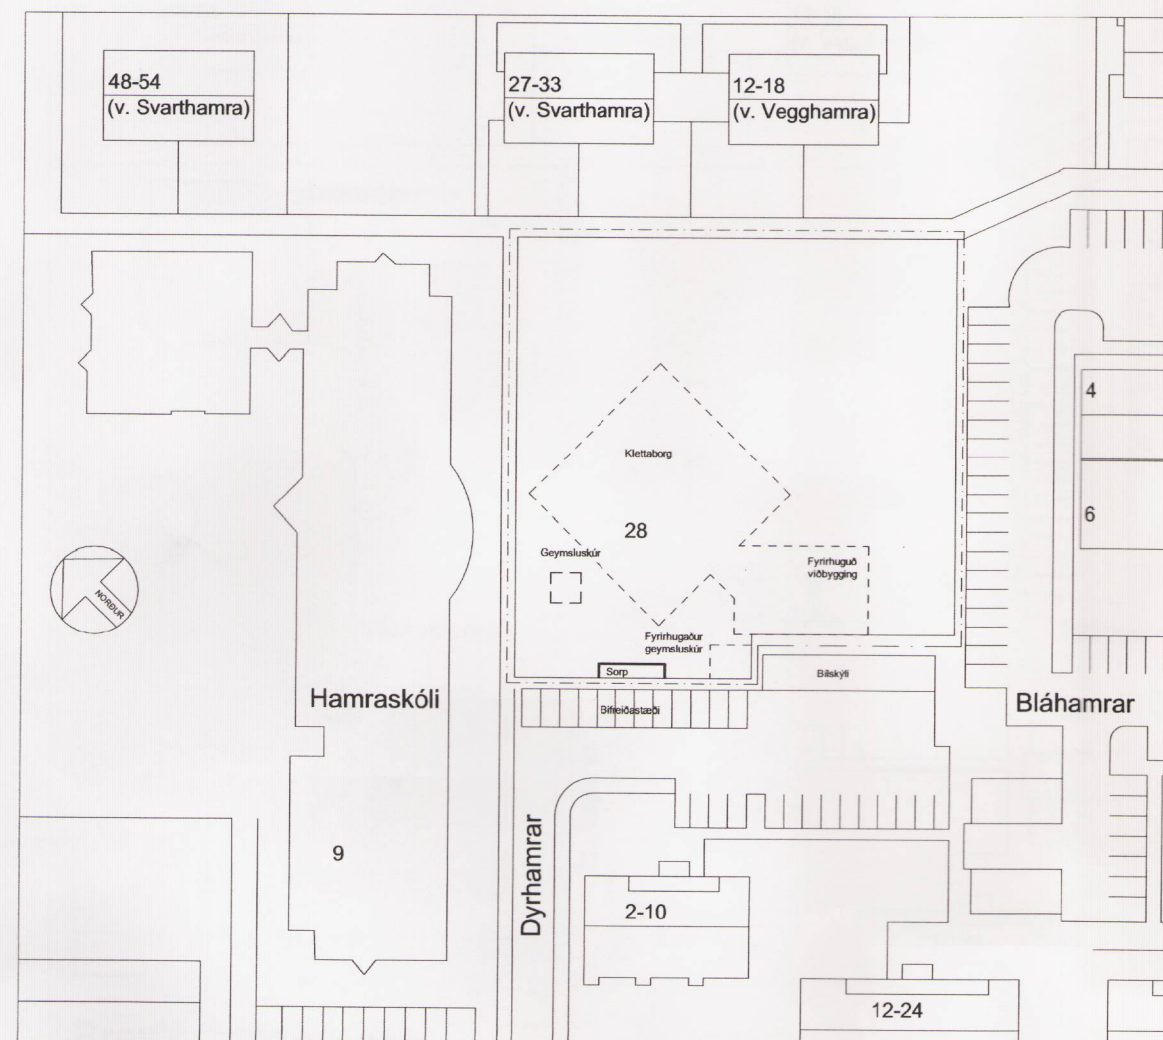 48-54
(v. Svarthamra)
27-33
(v. Svarthamra)
12-18
(v. Vegghamra)
4
Klettaborg
6
28
Geymsluskúr
Fyrirhuguð
viðbygging
NORÐUR
Fyrirhugaður
geymsluskúr
Sorp
Bílskýli
Hamraskóli
Bifreiðastæði
Bláhamrar
9
Dyrhamrar
2-10
12-24